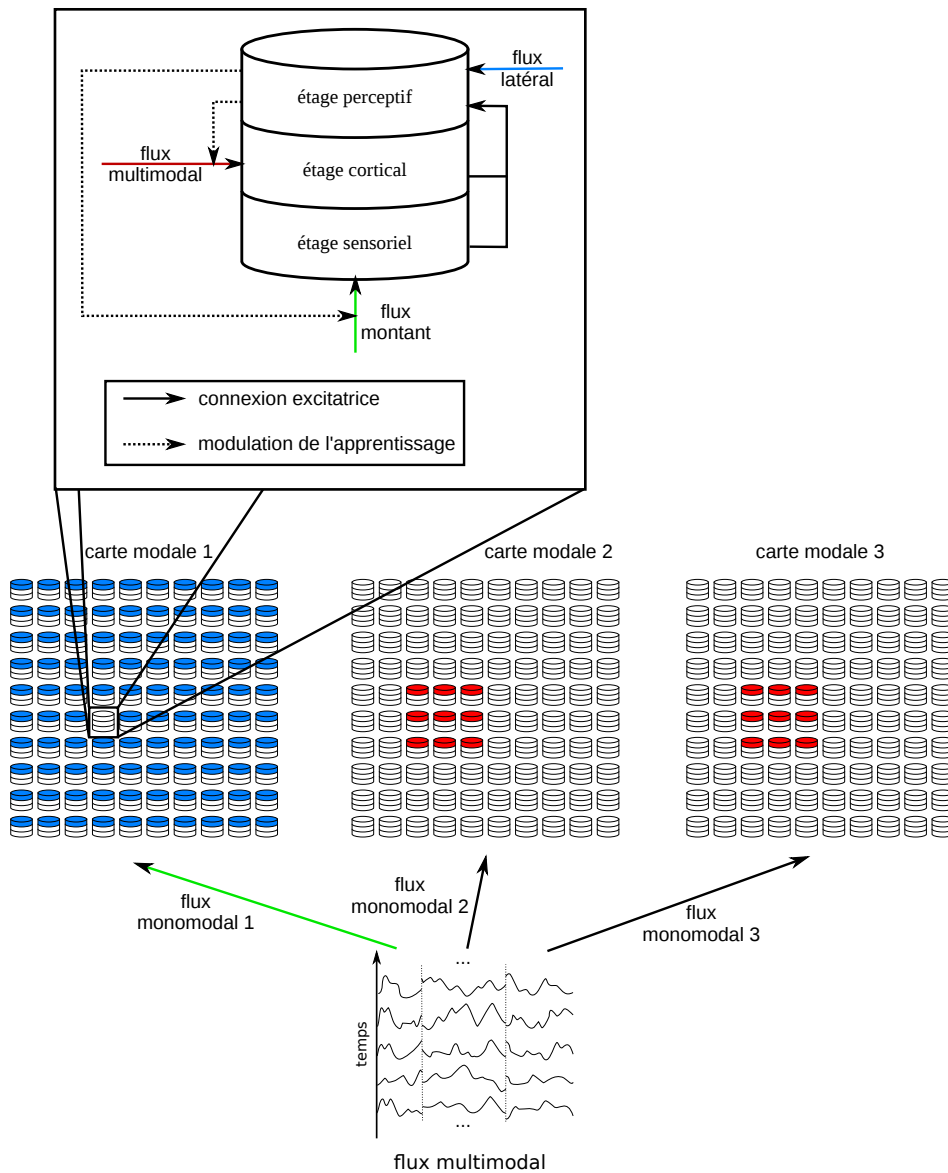 flux
latéral
étage perceptif
flux
multimodal
étage cortical
étage sensoriel
flux
montant
connexion excitatrice
modulation de l'apprentissage
carte modale 1
carte modale 2
carte modale 3
flux
monomodal 1
flux
monomodal 2
flux
monomodal 3
...
temps
...
flux multimodal